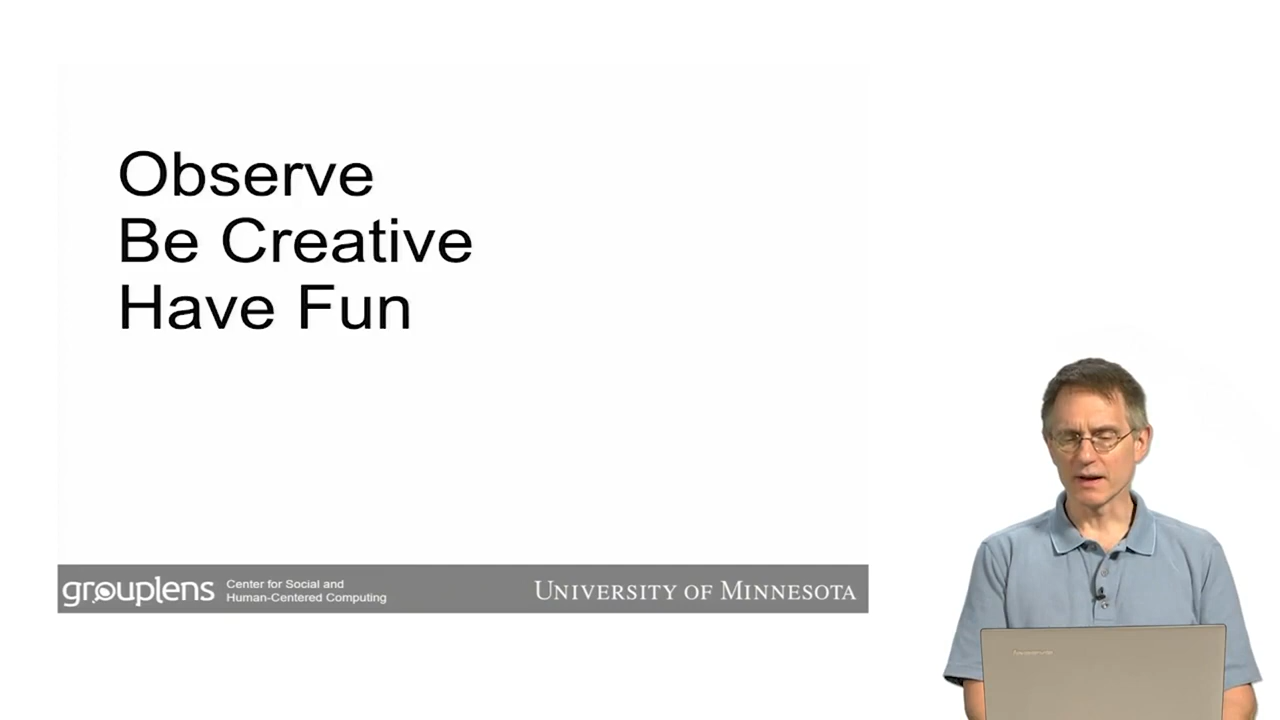 Observe
Be Creative
Have Fun
grouplens
Center for Social and
Human-Centered Computing
UNIVERSITY OF MINNESOTA